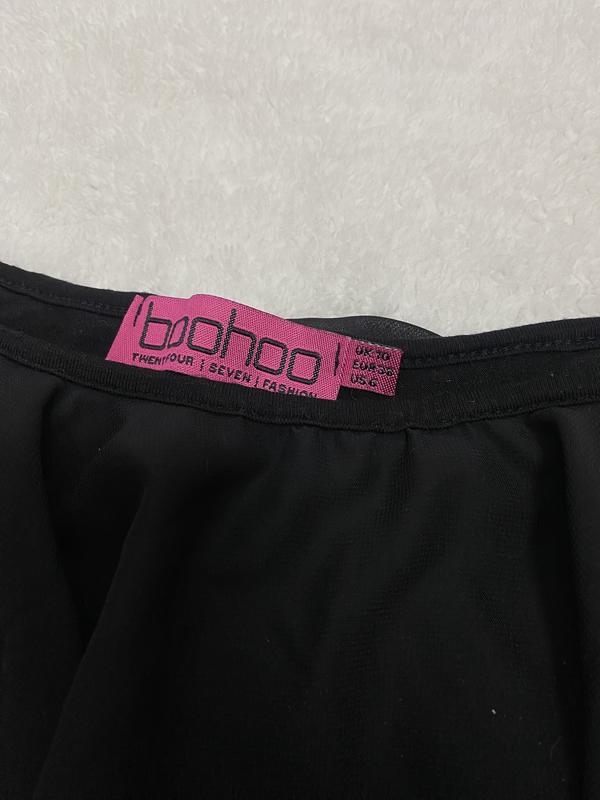 boohoo
TWENTYFOUR | SEVEN | FASHION
UK 10
EUR 38
US 6